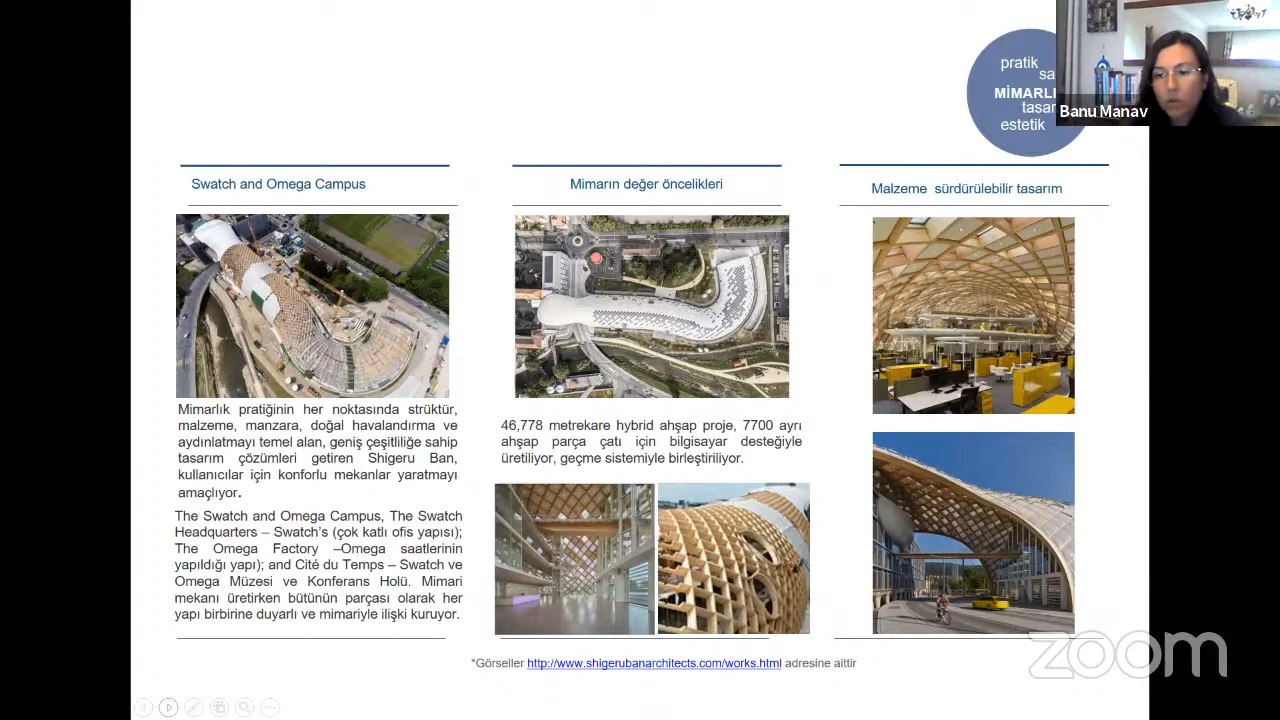 pratik
MİMARLI
estetik
Banu Manav
Swatch and Omega Campus
Mimarlık pratiğinin her noktasında strüktür,
malzeme, manzara, doğal havalandırma ve
aydınlatmayı temel alan, geniş çeşitliliğe sahip
tasarım çözümleri getiren Shigeru Ban,
kullanıcılar için konforlu mekanlar yaratmayı
amaçlıyor.
The Swatch and Omega Campus, The Swatch
Headquarters – Swatch's (çok katlı ofis yapısı);
The Omega Factory –Omega saatlerinin
yapıldığı yapı); and Cité du Temps – Swatch ve
Omega Müzesi ve Konferans Holü. Mimari
mekanı üretirken bütünün parçası olarak her
yapı birbirine duyarlı ve mimariyle ilişki kuruyor.
Mimarın değer öncelikleri
46,778 metrekare hybrid ahşap proje, 7700 ayrı
ahşap parça çatı için bilgisayar desteğiyle
üretiliyor, geçme sistemiyle birleştiriliyor.
Malzeme sürdürülebilir tasarım
*Görseller http://www.shigerubanarchitects.com/works.html adresine aittir
zoom